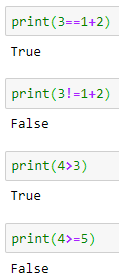 print(3==1+2)
True
print(3!=1+2)
False
print(4>3)
True
print(4>=5)
False